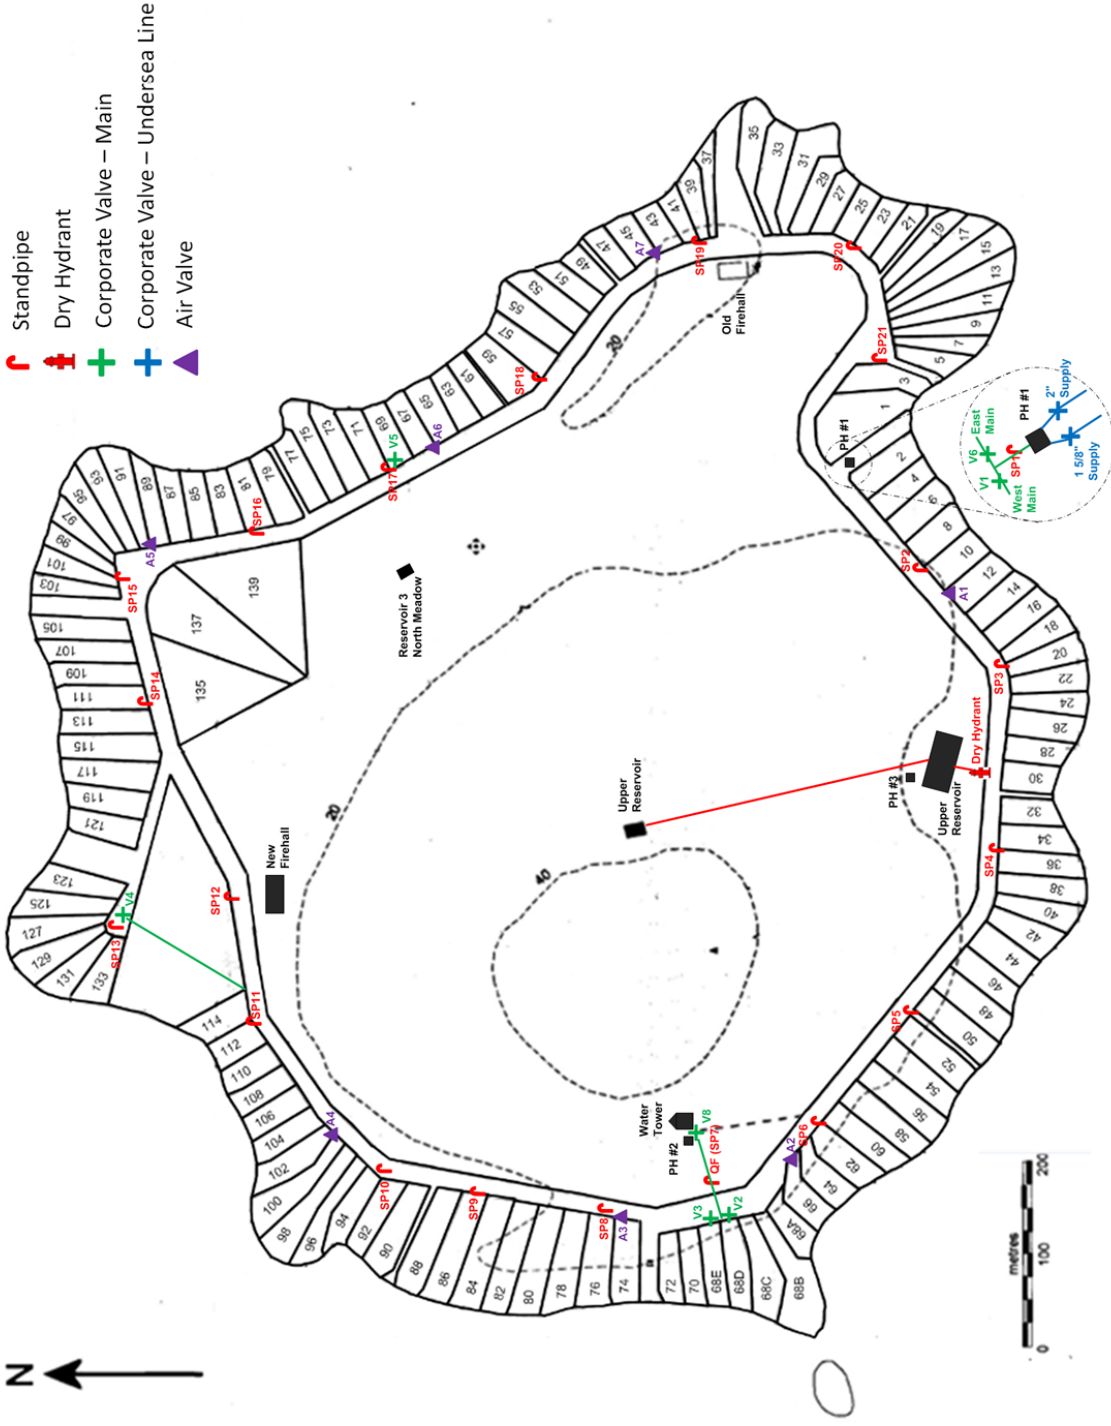 Standpipe
Dry Hydrant
Corporate Valve – Main
Corporate Valve – Undersea Line
Air Valve
N
metres
0
100
200
Old
Firehall
New
Firehall
Reservoir 3
North Meadow
Upper
Reservoir
Upper
Reservoir
Dry Hydrant
PH #3
Water
Tower
PH #2
QF (SP7)
V8
V3
V2
PH #1
PH #1
V6
East
Main
V1
West
Main
SP1
2"
Supply
1 5/8"
Supply
20
20
40
SP2
SP3
SP4
SP5
SP6
SP8
SP9
SP10
SP11
SP12
SP13
SP14
SP15
SP16
SP17
SP18
SP19
SP20
SP21
A1
A2
A3
A4
A5
A6
A7
V4
V5
1
2
3
4
5
6
7
8
9
10
11
12
13
14
15
16
17
18
19
20
21
22
23
24
25
26
27
28
29
30
31
32
33
34
35
36
37
38
39
40
41
42
43
44
45
46
47
48
49
50
51
52
53
54
55
56
57
58
59
60
61
62
63
64
65
66
67
68A
68B
68C
68D
68E
69
70
71
72
73
74
75
76
77
78
79
80
81
82
83
84
85
86
87
88
89
90
91
92
93
94
95
96
97
98
99
100
101
102
103
104
105
106
107
108
109
110
111
112
113
114
115
117
119
121
123
125
127
129
131
133
135
137
139